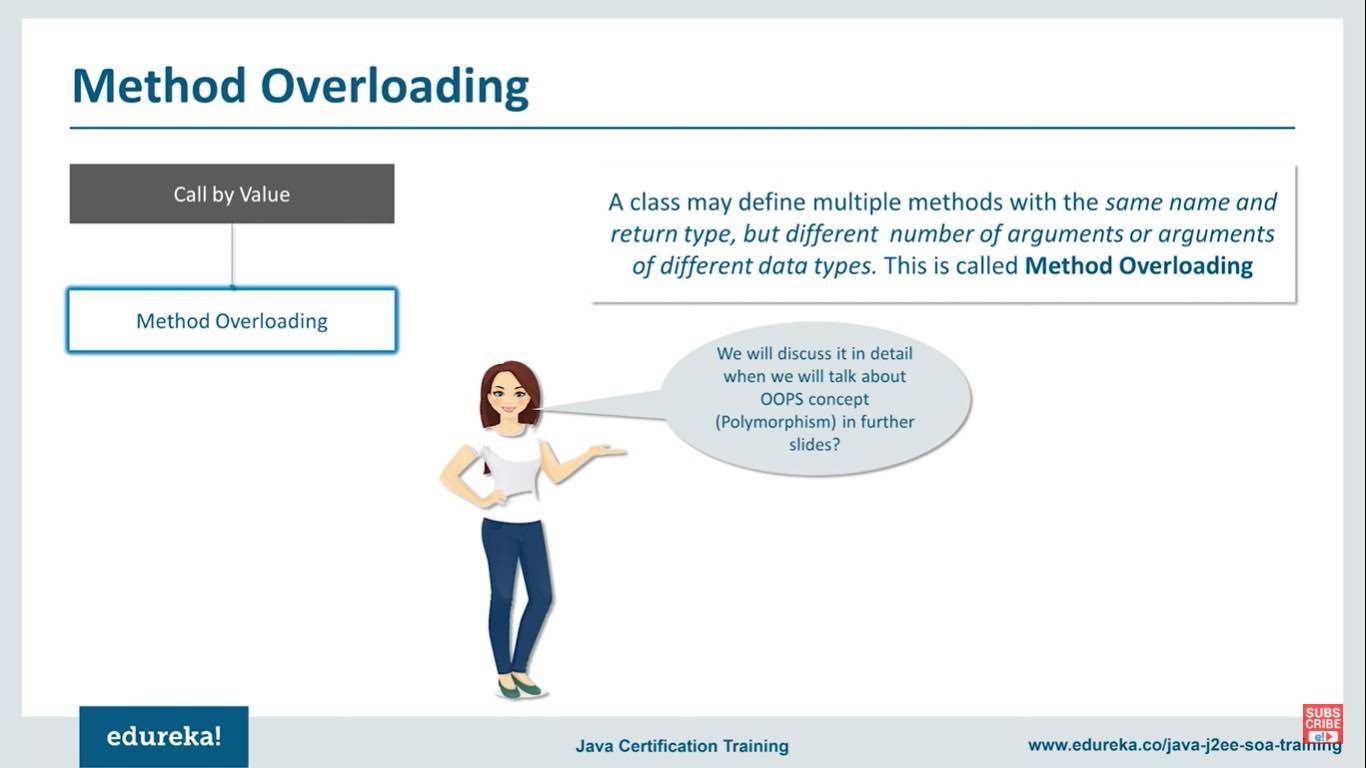 Method Overloading
Call by Value
Method Overloading
A class may define multiple methods with the same name and
return type, but different number of arguments or arguments
of different data types. This is called Method Overloading
We will discuss it in detail
when we will talk about
OOPS concept
(Polymorphism) in further
slides?
edureka!
Java Certification Training
www.edureka.co/java-j2ee-soa-training
SUBS
CRIBE
e!